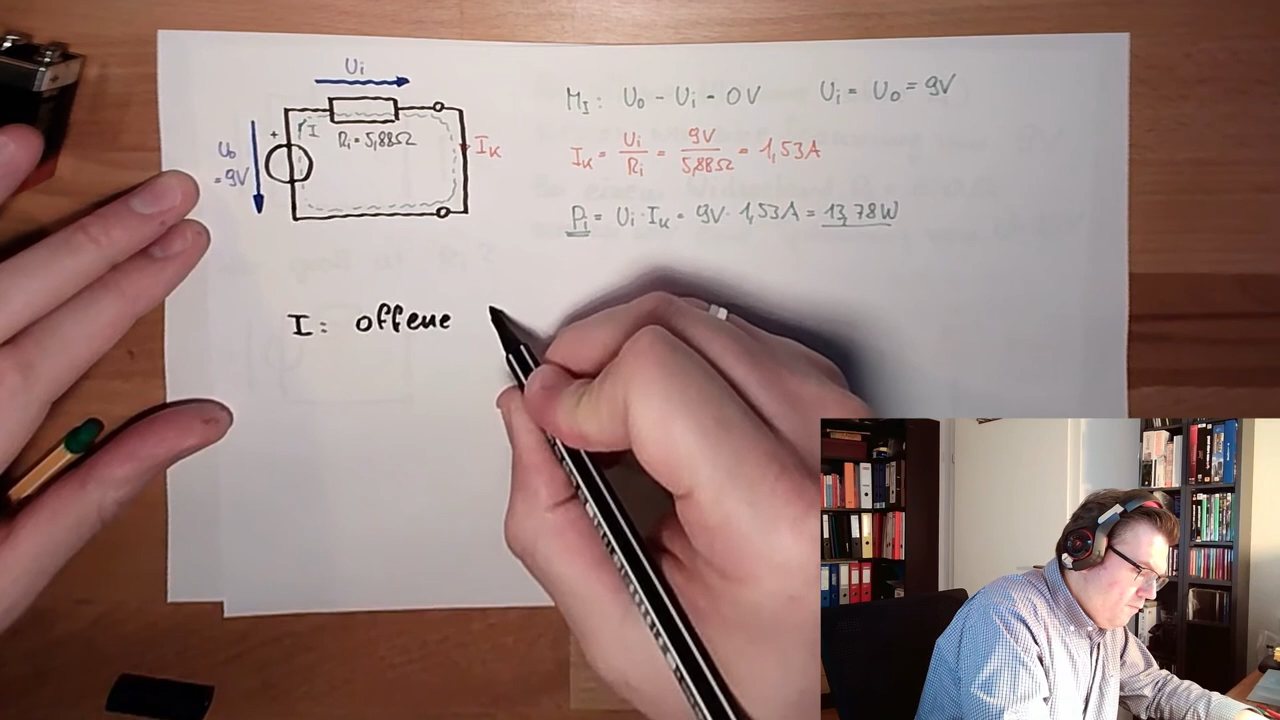 Ui
I
Ri = 5,88Ω
+
U0
= 9V
IK
MI: U0 - Ui - 0V Ui = U0 = 9V
IK = Ui/Ri = 9V/5,88Ω = 1,53A
Pi = Ui · IK = 9V · 1,53A = 13,78W
I: offene